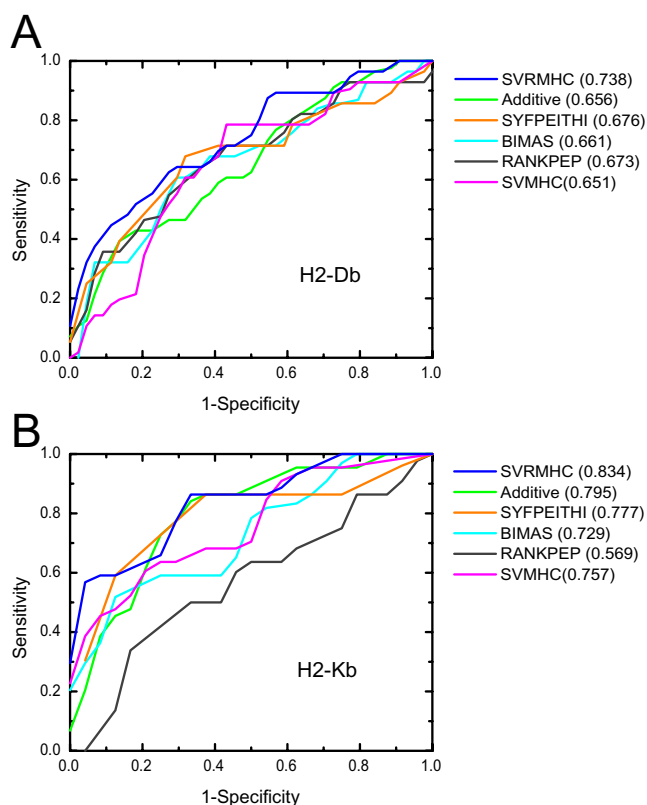 A
1.0
0.8
0.6
0.4
0.2
0.0
Sensitivity
0.0 0.2 0.4 0.6 0.8 1.0
1-Specificity
H2-Db
SVRMHC (0.738)
Additive (0.656)
SYFPEITHI (0.676)
BIMAS (0.661)
RANKPEP (0.673)
SVMHC(0.651)
B
1.0
0.8
0.6
0.4
0.2
0.0
Sensitivity
0.0 0.2 0.4 0.6 0.8 1.0
1-Specificity
H2-Kb
SVRMHC (0.834)
Additive (0.795)
SYFPEITHI (0.777)
BIMAS (0.729)
RANKPEP (0.569)
SVMHC(0.757)